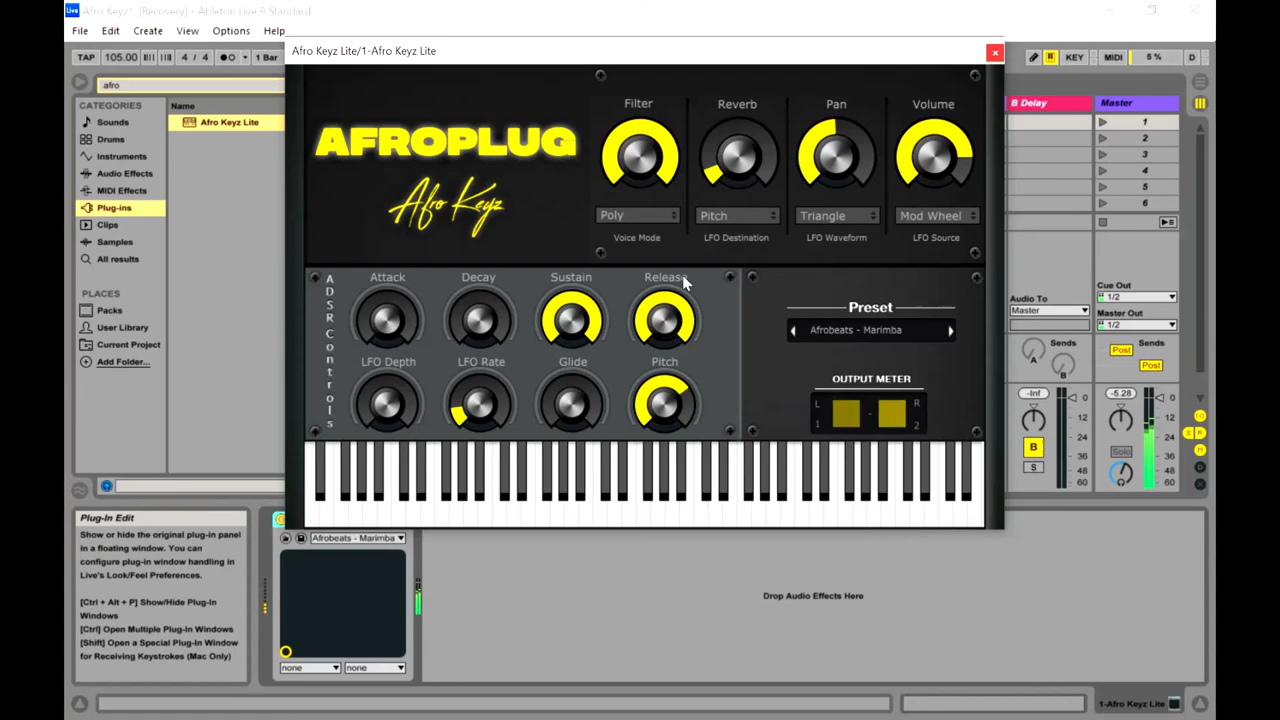 Live Afro Keyz* [Recovery] - Ableton Live 9 Standard
File Edit Create View Options Help
Afro Keyz Lite/1-Afro Keyz Lite
TAP 105.00 4 / 4 1 Bar
KEY MIDI 5 % D
afro
CATEGORIES
Sounds
Drums
Instruments
Audio Effects
MIDI Effects
Plug-ins
Clips
Samples
All results
PLACES
Packs
User Library
Current Project
Add Folder...
Name
Afro Keyz Lite
AFROPLUG
Afro Keyz
Filter Reverb Pan Volume
Poly Pitch Triangle Mod Wheel
Voice Mode LFO Destination LFO Waveform LFO Source
ADSR Controls
Attack Decay Sustain Release
LFO Depth LFO Rate Glide Pitch
Preset
Afrobeats - Marimba
OUTPUT METER
L R
1 - 2
B Delay Master
1
2
3
4
5
6
Cue Out
Audio To 1/2
Master Master Out
1/2
Sends Sends
A Post
B Post
-Inf -5.28
0 0
12 12
24 24
36 36
48 48
60 60
B Solo
S
Plug-In Edit
Show or hide the original plug-in panel
in a floating window. You can
configure plug-in window handling in
Live's Look/Feel Preferences.
[Ctrl + Alt + P] Show/Hide Plug-In
Windows
[Ctrl] Open Multiple Plug-In Windows
[Shift] Open a Special Plug-In Window
for Receiving Keystrokes (Mac Only)
Afrobeats - Marimba
none none
Drop Audio Effects Here
1-Afro Keyz Lite